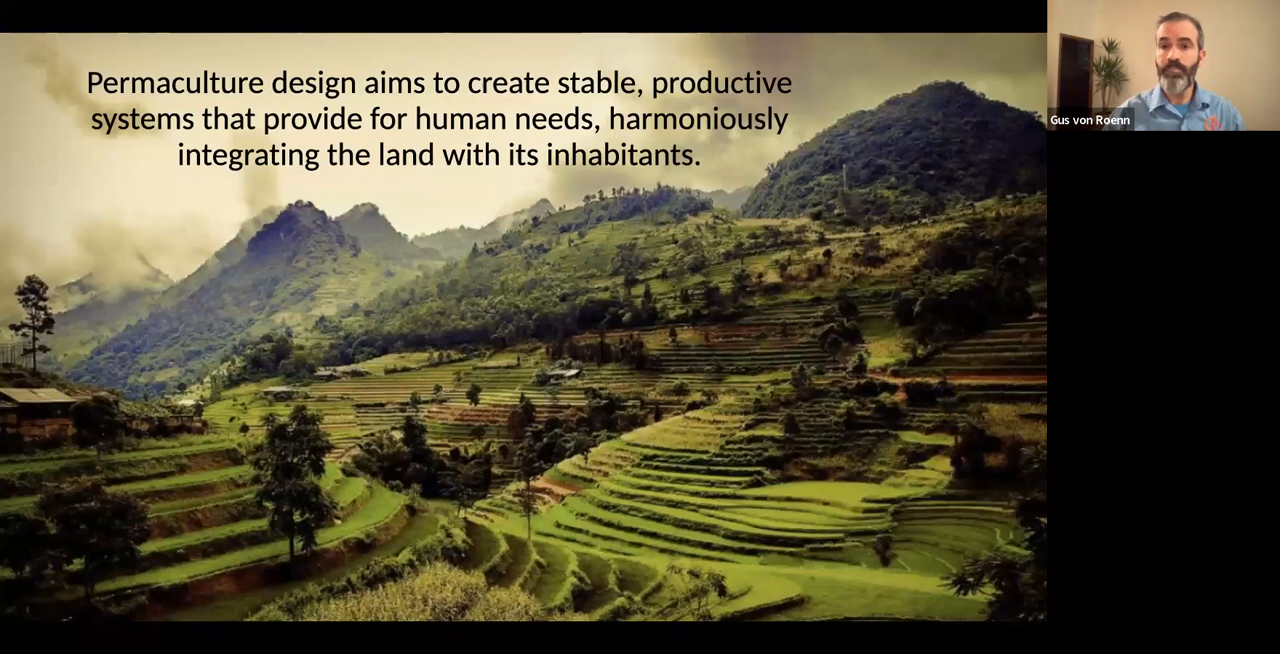 Permaculture design aims to create stable, productive
systems that provide for human needs, harmoniously
integrating the land with its inhabitants.
Gus von Roenn